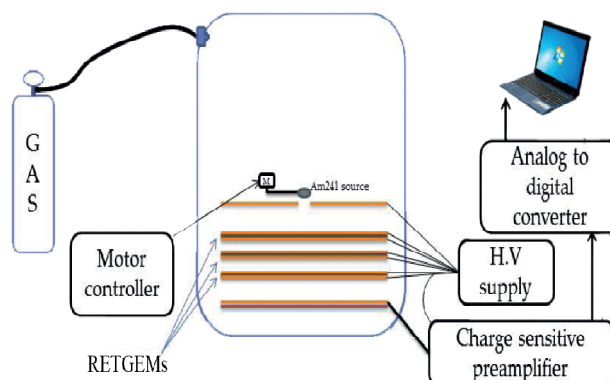 G
A
S
M
Am241 source
Motor
controller
RETGEMs
Analog to
digital
converter
H.V
supply
Charge sensitive
preamplifier